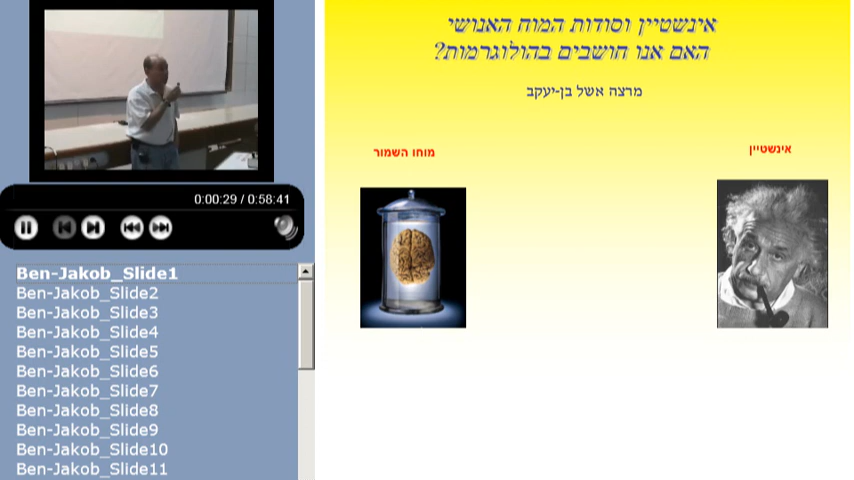 אינשטיין וסודות המוח האנושי
האם אנו חושבים בהולוגרמות?
מרצה אשל בן-יעקב
אינשטיין
מוחו השמור
0:00:29 / 0:58:41
Ben-Jakob_Slide1
Ben-Jakob_Slide2
Ben-Jakob_Slide3
Ben-Jakob_Slide4
Ben-Jakob_Slide5
Ben-Jakob_Slide6
Ben-Jakob_Slide7
Ben-Jakob_Slide8
Ben-Jakob_Slide9
Ben-Jakob_Slide10
Ben-Jakob_Slide11